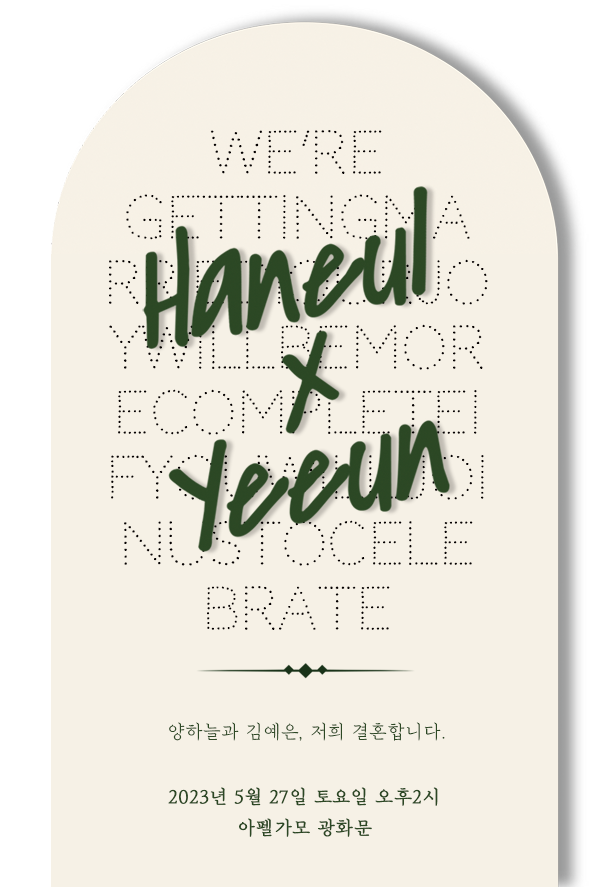 WE'RE
GETTINGMA
Haneul
YWILLBEMOR
X
ECOMPLETEI
Yeeun
NUSTOCELE
BRATE
양하늘과 김예은, 저희 결혼합니다.
2023년 5월 27일 토요일 오후2시
아펠가모 광화문